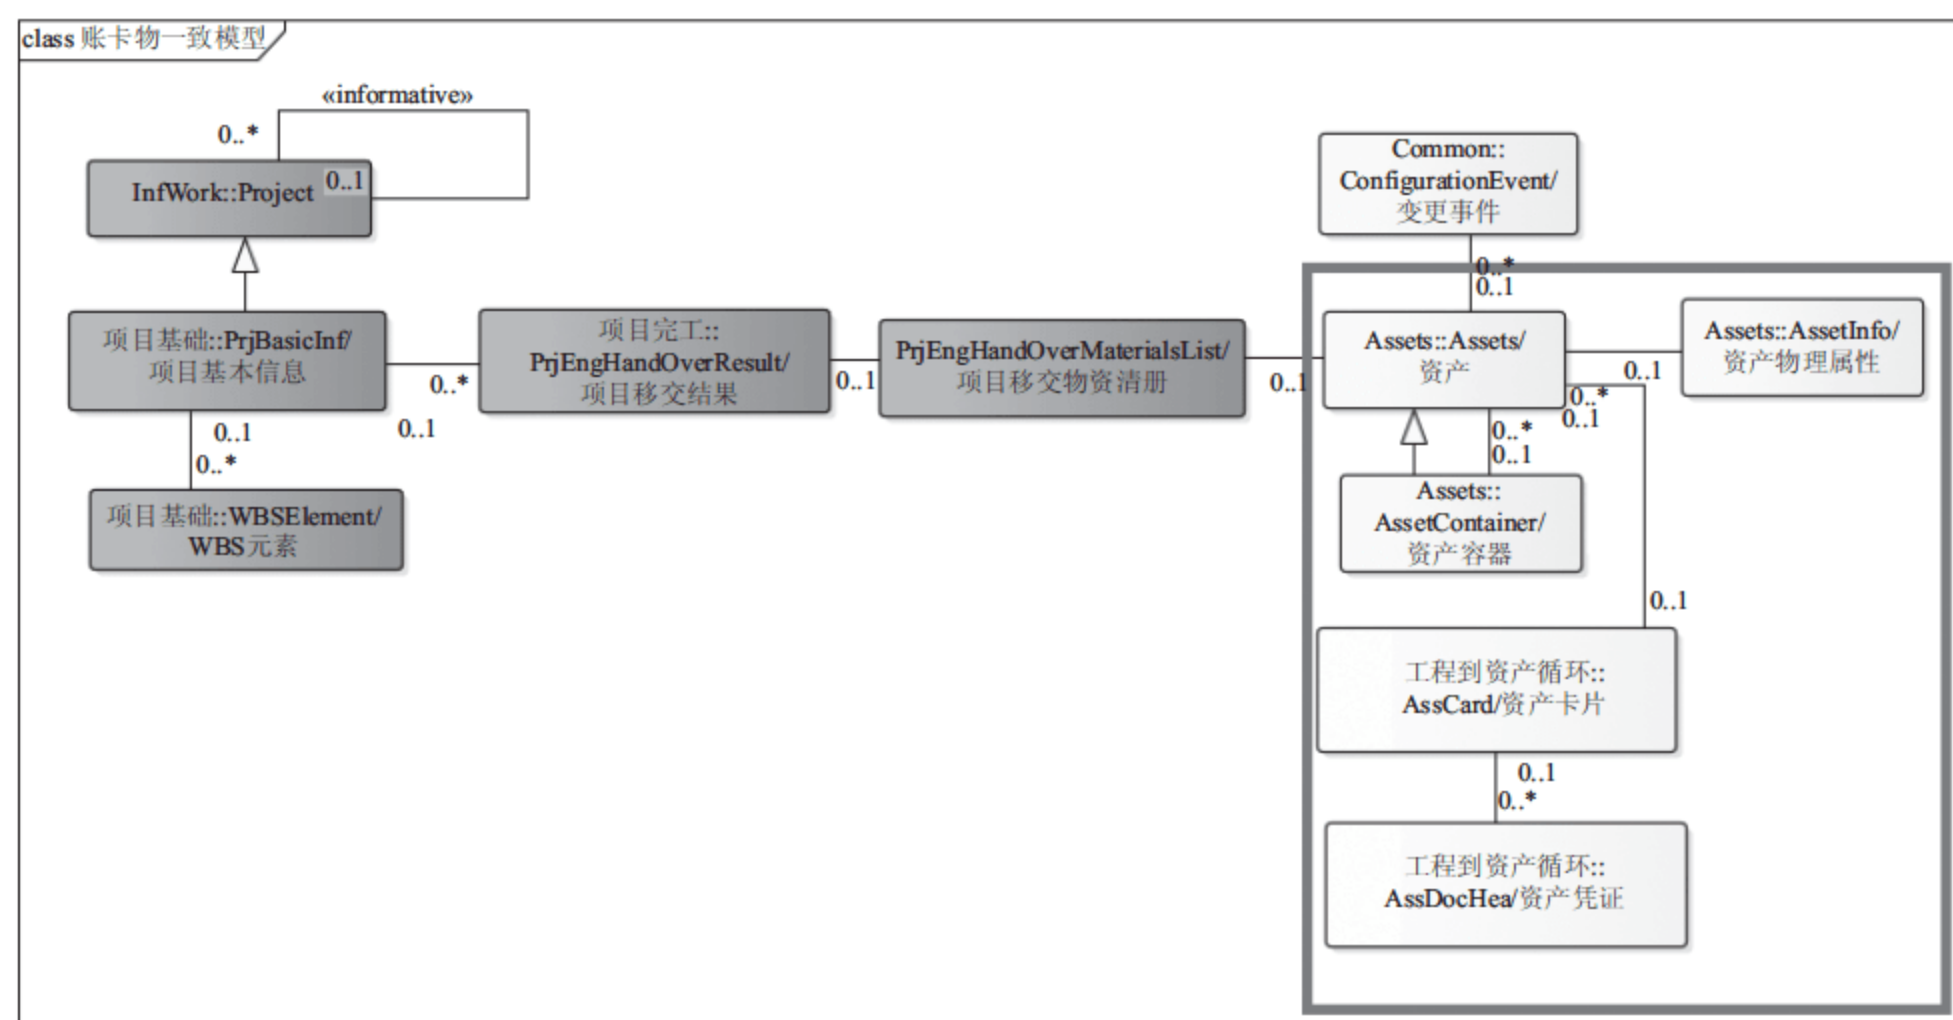 class 账卡物一致模型
«informative»
0..*
InfWork::Project
0..1
项目基础::PrjBasicInf/
项目基本信息
0..*
0..1
0..1
0..*
项目基础::WBSElement/
WBS元素
项目完工::
PrjEngHandOverResult/
项目移交结果
0..1
PrjEngHandOverMaterialsList/
项目移交物资清册
0..1
Common::
ConfigurationEvent/
变更事件
0..*
0..1
Assets::Assets/
资产
Assets::AssetInfo/
资产物理属性
0..1
0..*
0..1
0..*
0..1
Assets::
AssetContainer/
资产容器
0..1
工程到资产循环::
AssCard/资产卡片
0..1
0..*
工程到资产循环::
AssDocHea/资产凭证